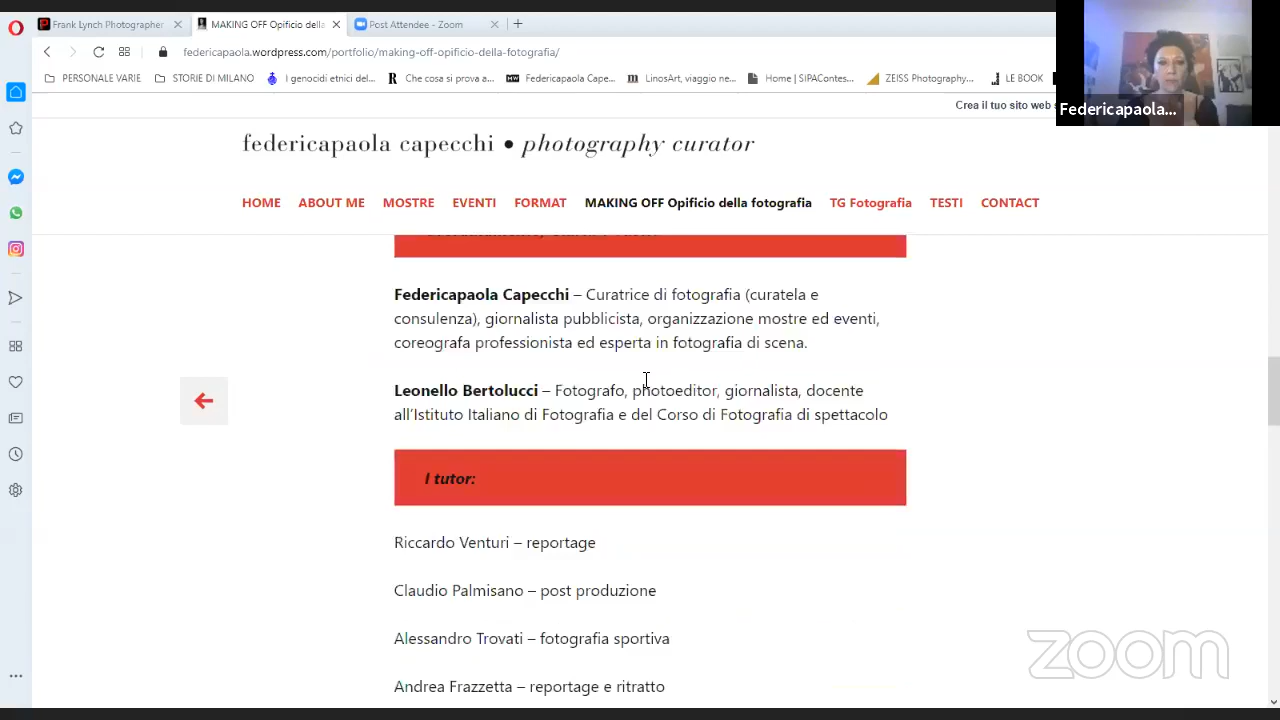 Frank Lynch Photographer
MAKING OFF Opificio della
Post Attendee - Zoom
federicapaola.wordpress.com/portfolio/making-off-opificio-della-fotografia/
PERSONALE VARIE
STORIE DI MILANO
I genocidi etnici del...
Che cosa si prova a...
Federicapaola Cape...
LinosArt, viaggio ne...
Home | SIPAContes...
ZEISS Photography...
LE BOOK
Federicapaola...
Crea il tuo sito web
federicapaola capecchi • photography curator
HOME ABOUT ME MOSTRE EVENTI FORMAT MAKING OFF Opificio della fotografia TG Fotografia TESTI CONTACT
Federicapaola Capecchi – Curatrice di fotografia (curatela e
consulenza), giornalista pubblicista, organizzazione mostre ed eventi,
coreografa professionista ed esperta in fotografia di scena.
Leonello Bertolucci – Fotografo, photoeditor, giornalista, docente
all’Istituto Italiano di Fotografia e del Corso di Fotografia di spettacolo
I tutor:
Riccardo Venturi – reportage
Claudio Palmisano – post produzione
Alessandro Trovati – fotografia sportiva
Andrea Frazzetta – reportage e ritratto
zoom